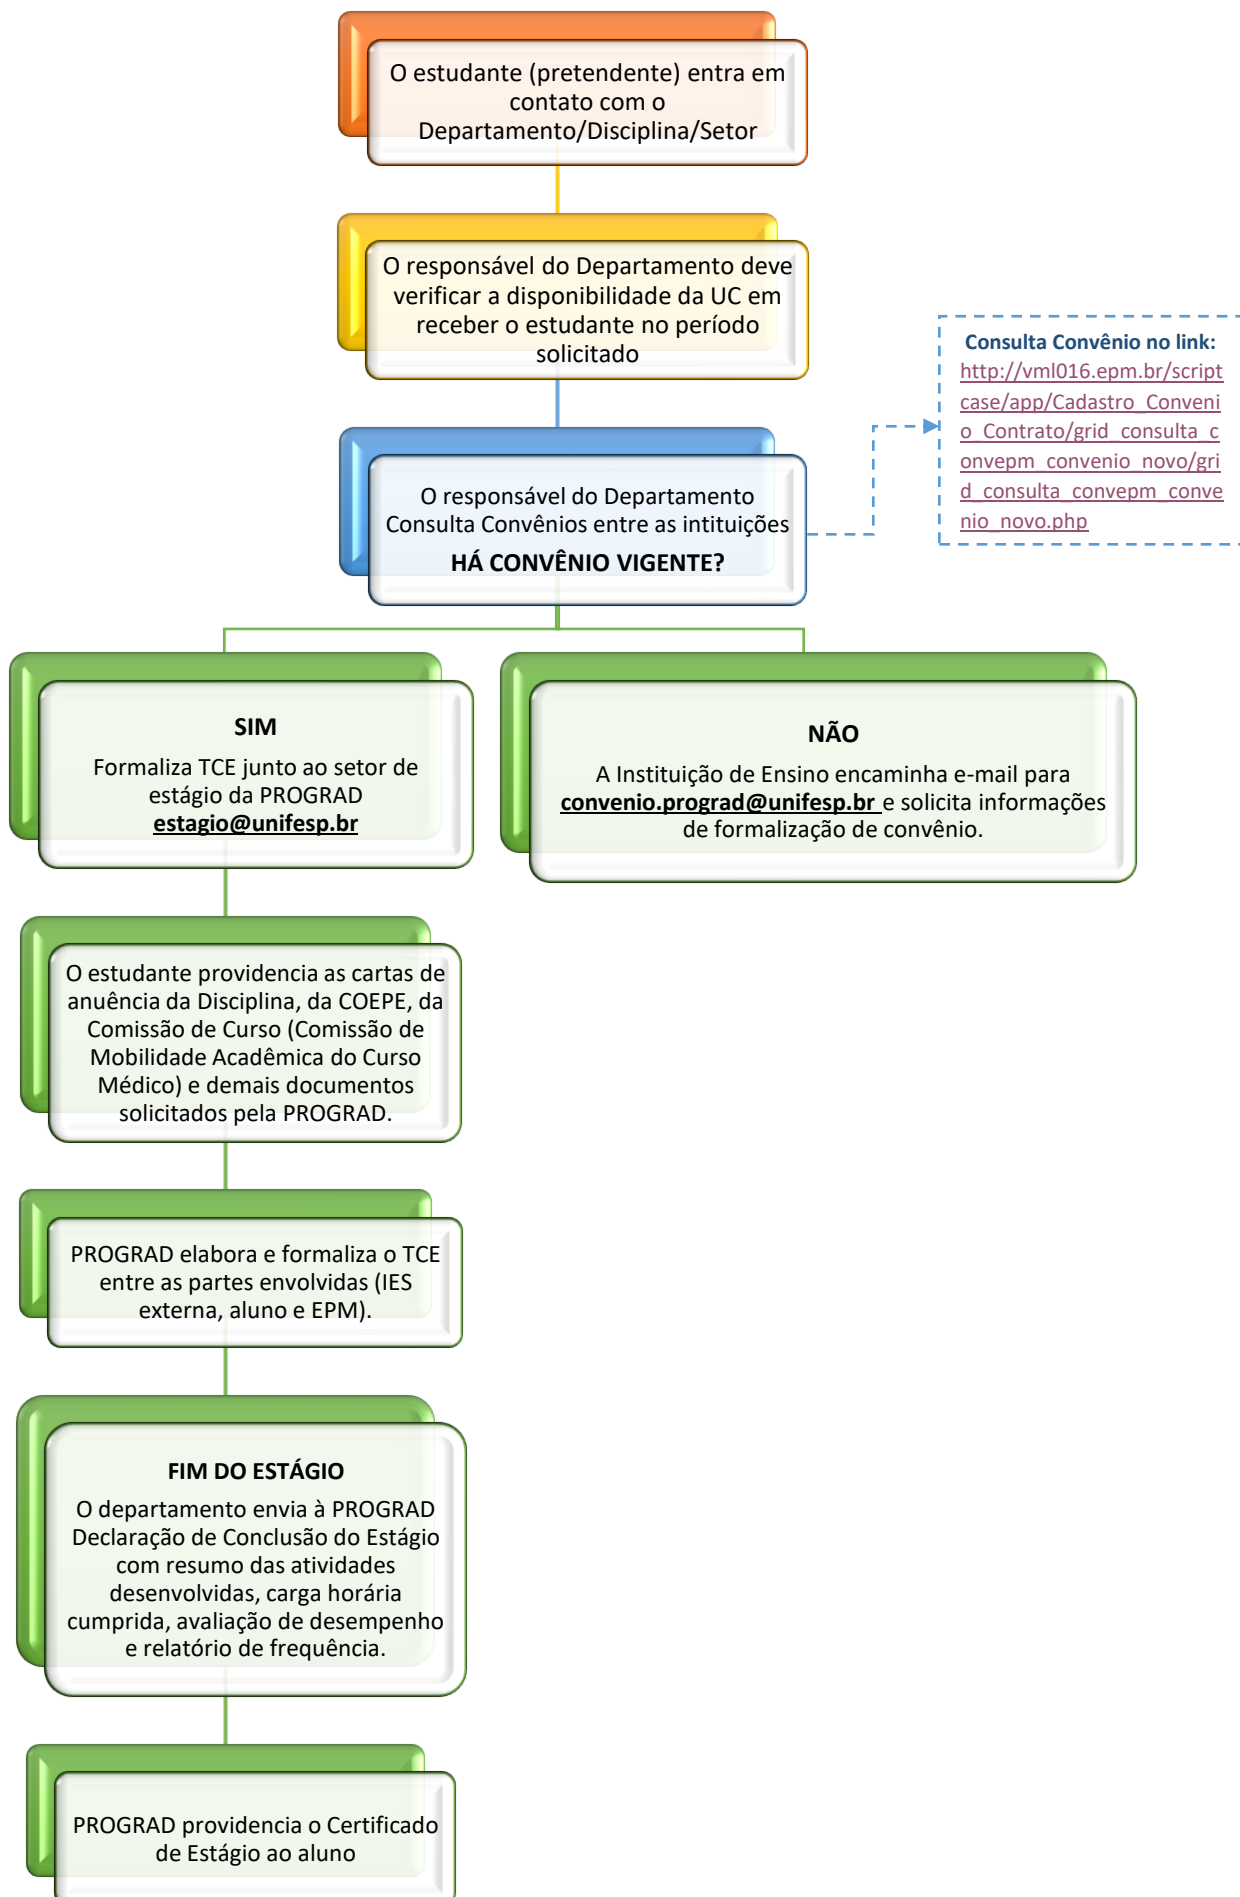 O estudante (pretendente) entra em
contato com o
Departamento/Disciplina/Setor
O responsável do Departamento deve
verificar a disponibilidade da UC em
receber o estudante no período
solicitado
Consulta Convênio no link:
http://vml016.epm.br/script
case/app/Cadastro_Conveni
o_Contrato/grid_consulta_c
onvepm_convenio_novo/gri
d_consulta_convepm_conve
nio_novo.php
O responsável do Departamento
Consulta Convênios entre as intituições
HÁ CONVÊNIO VIGENTE?
SIM
Formaliza TCE junto ao setor de
estágio da PROGRAD
estagio@unifesp.br
NÃO
A Instituição de Ensino encaminha e-mail para
convenio.prograd@unifesp.br e solicita informações
de formalização de convênio.
O estudante providencia as cartas de
anuência da Disciplina, da COEPE, da
Comissão de Curso (Comissão de
Mobilidade Acadêmica do Curso
Médico) e demais documentos
solicitados pela PROGRAD.
PROGRAD elabora e formaliza o TCE
entre as partes envolvidas (IES
externa, aluno e EPM).
FIM DO ESTÁGIO
O departamento envia à PROGRAD
Declaração de Conclusão do Estágio
com resumo das atividades
desenvolvidas, carga horária
cumprida, avaliação de desempenho
e relatório de frequência.
PROGRAD providencia o Certificado
de Estágio ao aluno